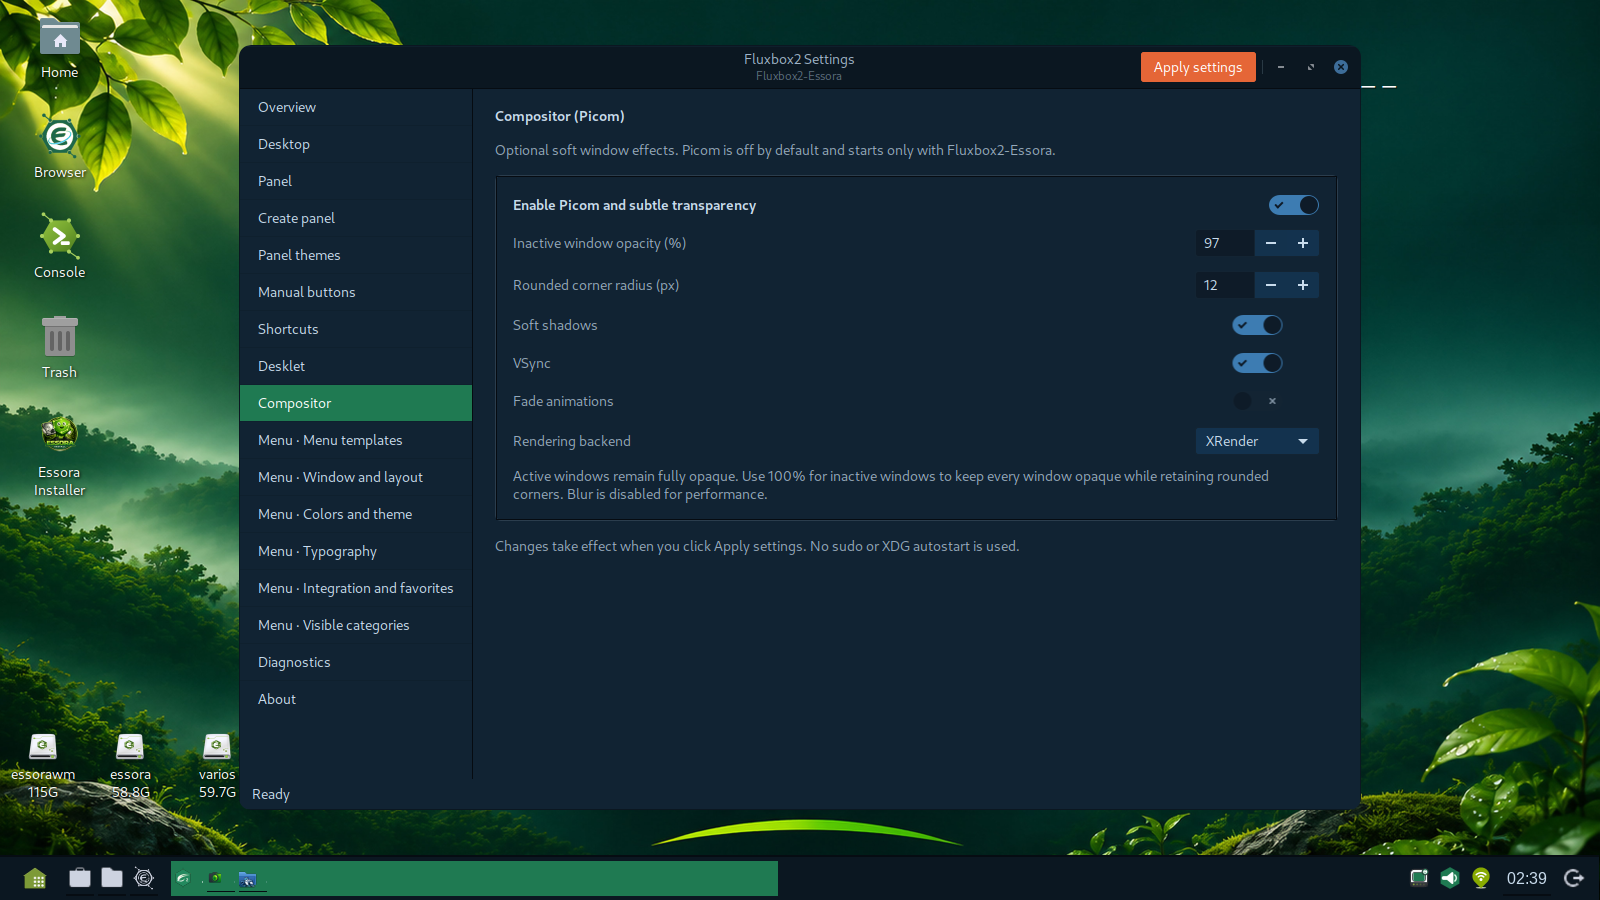 Home
Browser
Console
Trash
ESSORA
Essora
Installer
essorawm
115G
essora
58.8G
varios
59.7G
Fluxbox2 Settings
Fluxbox2-Essora
Apply settings
Overview
Desktop
Panel
Create panel
Panel themes
Manual buttons
Shortcuts
Desklet
Compositor
Menu · Menu templates
Menu · Window and layout
Menu · Colors and theme
Menu · Typography
Menu · Integration and favorites
Menu · Visible categories
Diagnostics
About
Ready
Compositor (Picom)
Optional soft window effects. Picom is off by default and starts only with Fluxbox2-Essora.
Enable Picom and subtle transparency
Inactive window opacity (%)
97
Rounded corner radius (px)
12
Soft shadows
VSync
Fade animations
Rendering backend
XRender
Active windows remain fully opaque. Use 100% for inactive windows to keep every window opaque while retaining rounded
corners. Blur is disabled for performance.
Changes take effect when you click Apply settings. No sudo or XDG autostart is used.
02:39